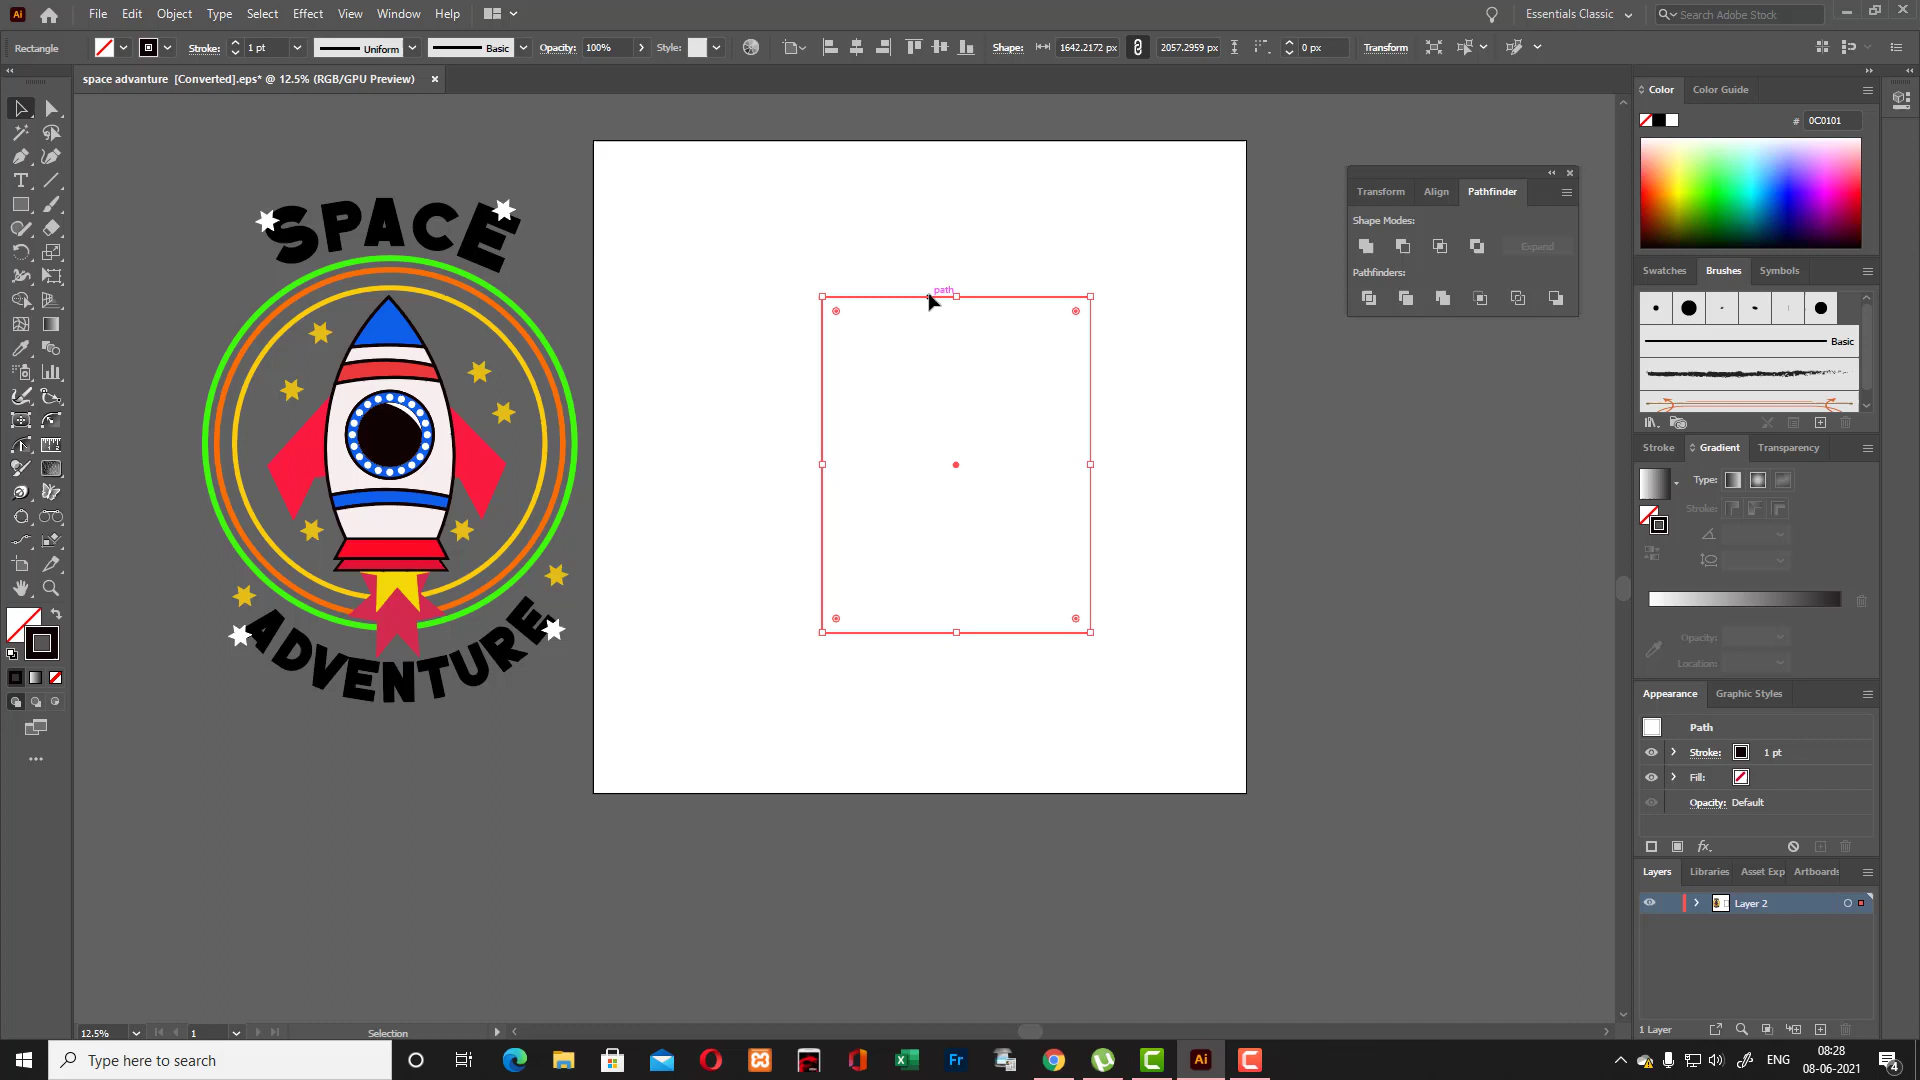 Ai File Edit Object Type Select Effect View Window Help Essentials Classic Search Adobe Stock
Rectangle Stroke: 1 pt Uniform Basic Opacity: 100% Style: Shape: 1642.2172 px 2057.2959 px 0 px Transform
space advanture [Converted].eps* @ 12.5% (RGB/GPU Preview)
Color Color Guide
# 0C0101
Transform Align Pathfinder
Shape Modes:
Expand
Pathfinders:
path
SPACE
ADVENTURE
Swatches Brushes Symbols
Basic
Stroke Gradient Transparency
Type:
Stroke:
Opacity:
Location:
Appearance Graphic Styles
Path
Stroke: 1 pt
Fill:
Opacity: Default
Layers Libraries Asset Exp Artboards
Layer 2
1 Layer
12.5% 1 Selection
Type here to search
Fr
Ai
ENG
08:28
08-06-2021
4